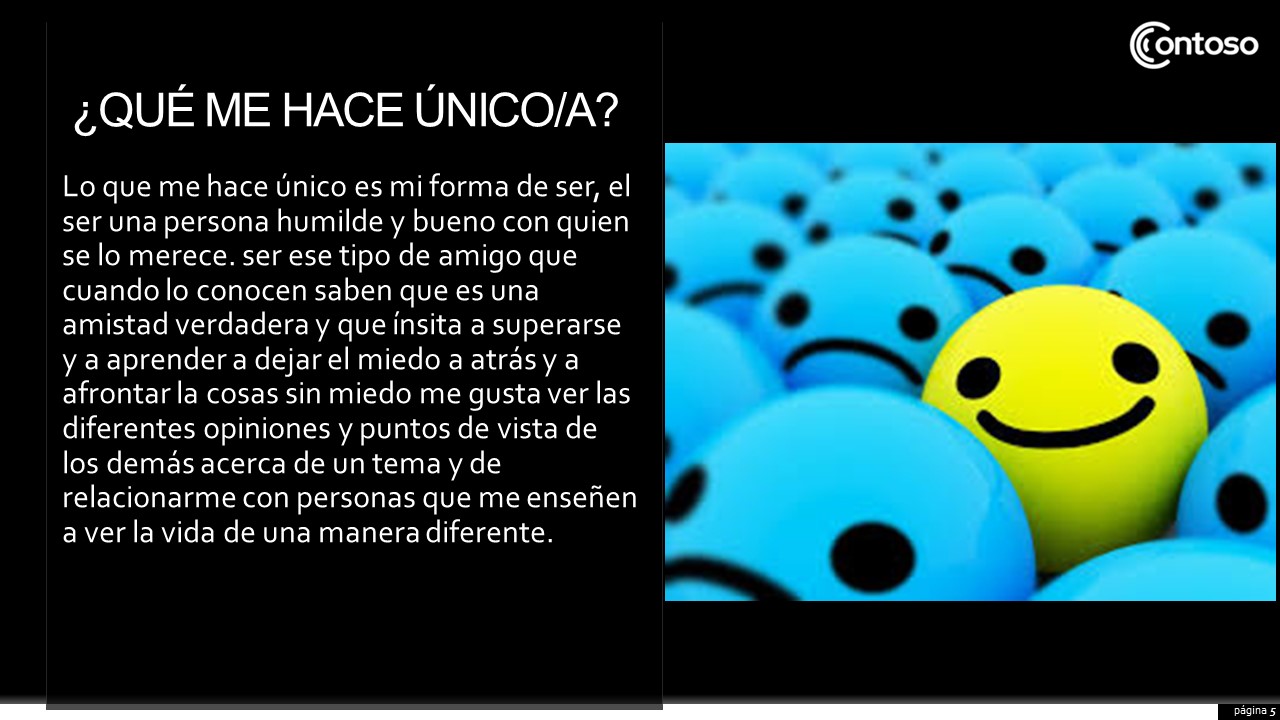 Contoso
¿QUÉ ME HACE ÚNICO/A?
Lo que me hace único es mi forma de ser, el
ser una persona humilde y bueno con quien
se lo merece. ser ese tipo de amigo que
cuando lo conocen saben que es una
amistad verdadera y que ínsita a superarse
y a aprender a dejar el miedo a atrás y a
afrontar la cosas sin miedo me gusta ver las
diferentes opiniones y puntos de vista de
los demás acerca de un tema y de
relacionarme con personas que me enseñen
a ver la vida de una manera diferente.
página 5